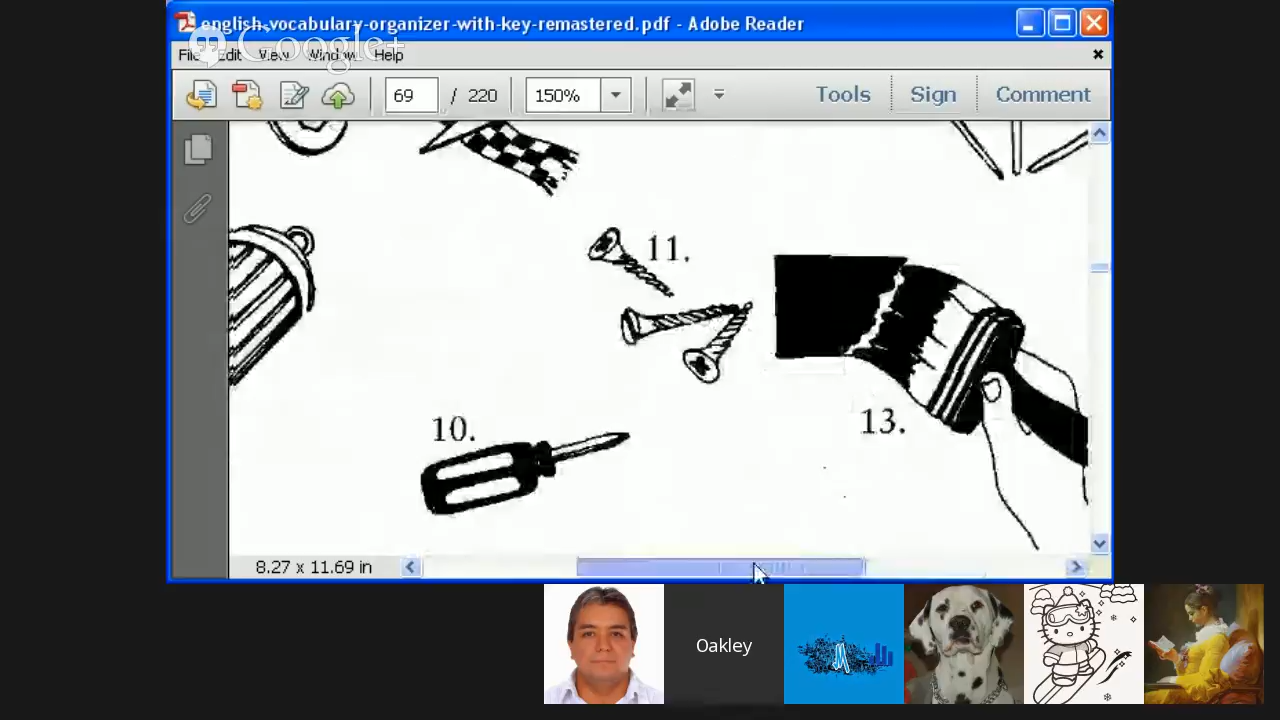 english-vocabulary-organizer-with-key-remastered.pdf - Adobe Reader
Google+
File Edit View Window Help
69 / 220 150% Tools Sign Comment
11.
13.
10.
8.27 x 11.69 in
Oakley